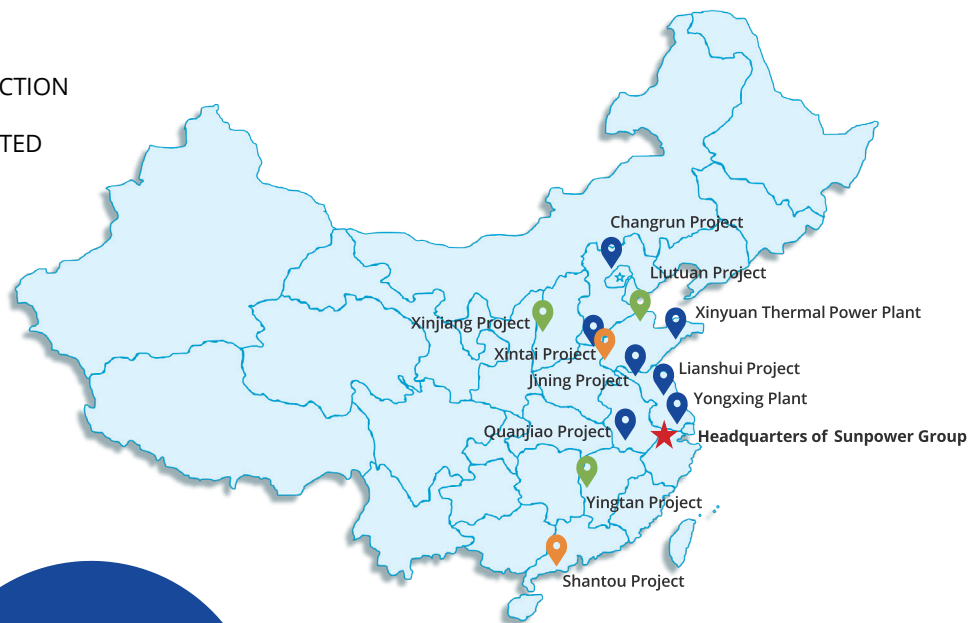 CTION
TED
Changrun Project
Liutuan Project
Xinyuan Thermal Power Plant
Xinjiang Project
Xintai Project
Lianshui Project
Jining Project
Yongxing Plant
Quanjiao Project
Headquarters of Sunpower Group
Yingtan Project
Shantou Project